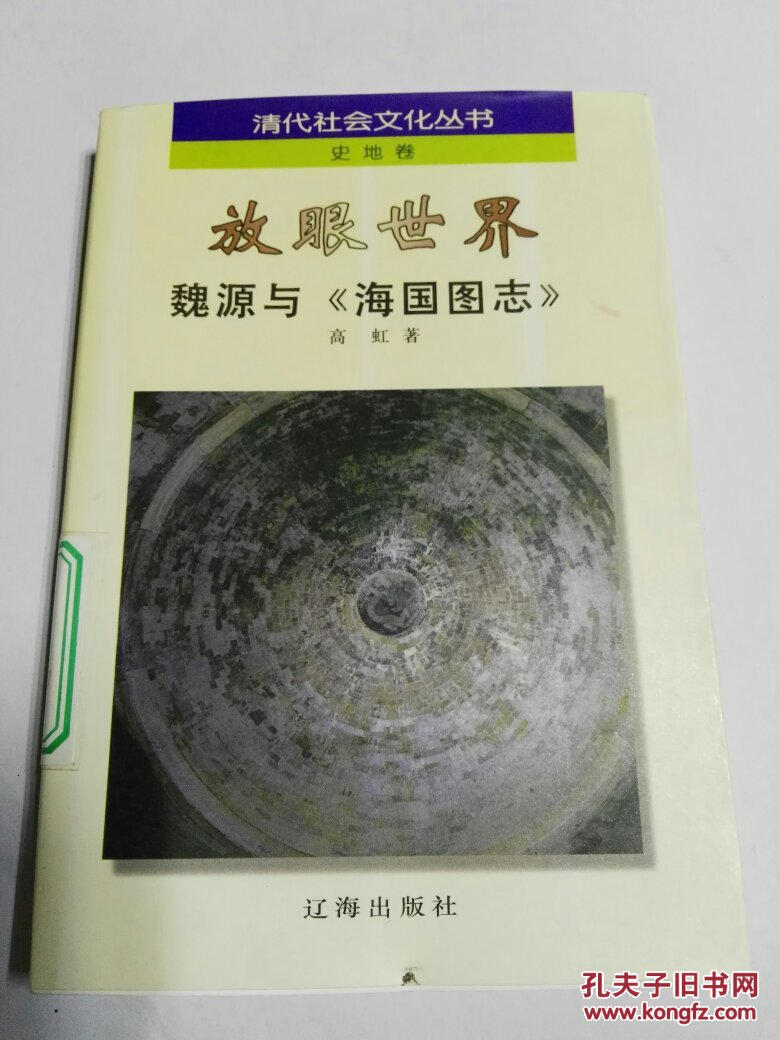 清代社会文化丛书
史地卷
放眼世界
魏源与《海国图志》
高 虹 著
辽海出版社
孔夫子旧书网
www.kongfz.com